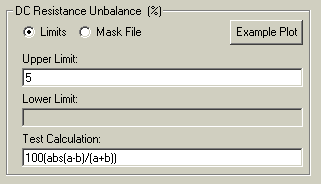 DC Resistance Unbalance (%)
Limits Mask File Example Plot
Upper Limit:
5
Lower Limit:
Test Calculation:
100(abs(a-b)/(a+b))